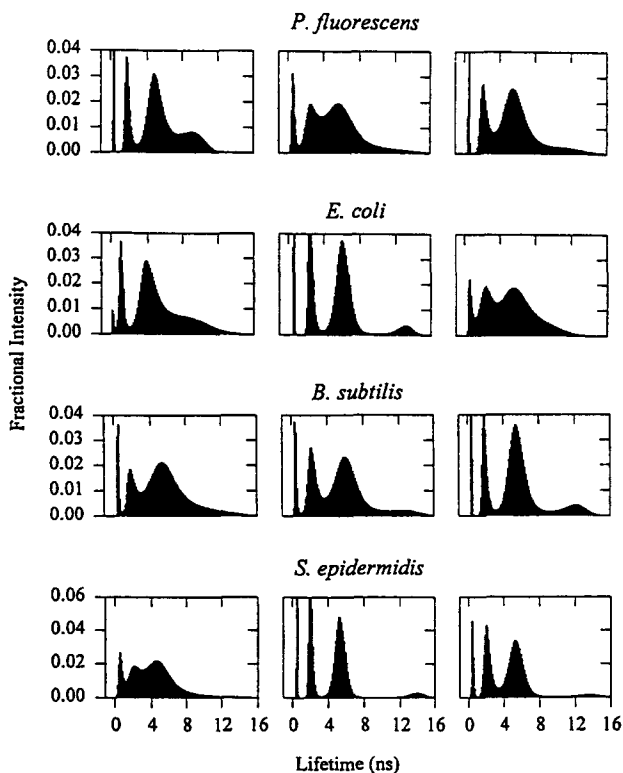 P. fluorescens
0.04
0.03
0.02
0.01
0.00
E. coli
0.04
0.03
0.02
0.01
0.00
B. subtilis
0.04
0.03
0.02
0.01
0.00
S. epidermidis
0.06
0.04
0.02
0.00
0 4 8 12 16 0 4 8 12 16 0 4 8 12 16
Lifetime (ns)
Fractional Intensity